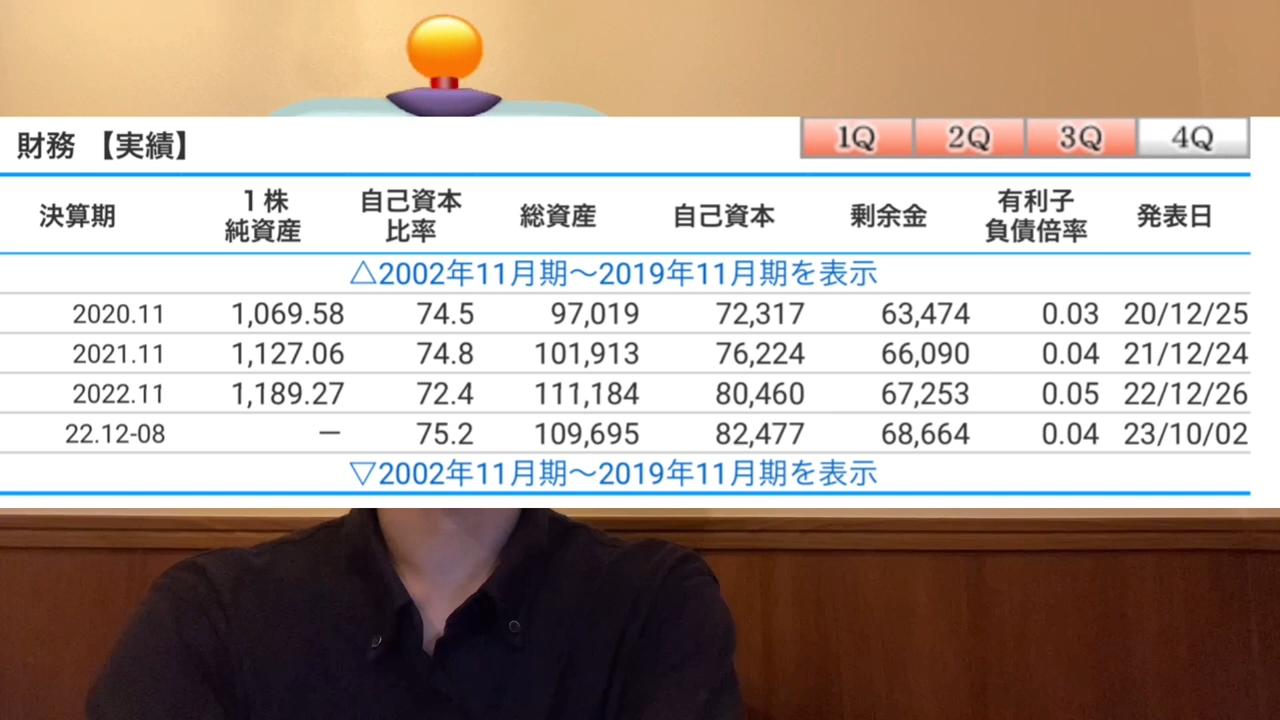 財務 【実績】
1Q 2Q 3Q 4Q
決算期 1株純資産 自己資本比率 総資産 自己資本 剰余金 有利子負債倍率 発表日
△2002年11月期～2019年11月期を表示
2020.11 1,069.58 74.5 97,019 72,317 63,474 0.03 20/12/25
2021.11 1,127.06 74.8 101,913 76,224 66,090 0.04 21/12/24
2022.11 1,189.27 72.4 111,184 80,460 67,253 0.05 22/12/26
22.12-08 － 75.2 109,695 82,477 68,664 0.04 23/10/02
▽2002年11月期～2019年11月期を表示